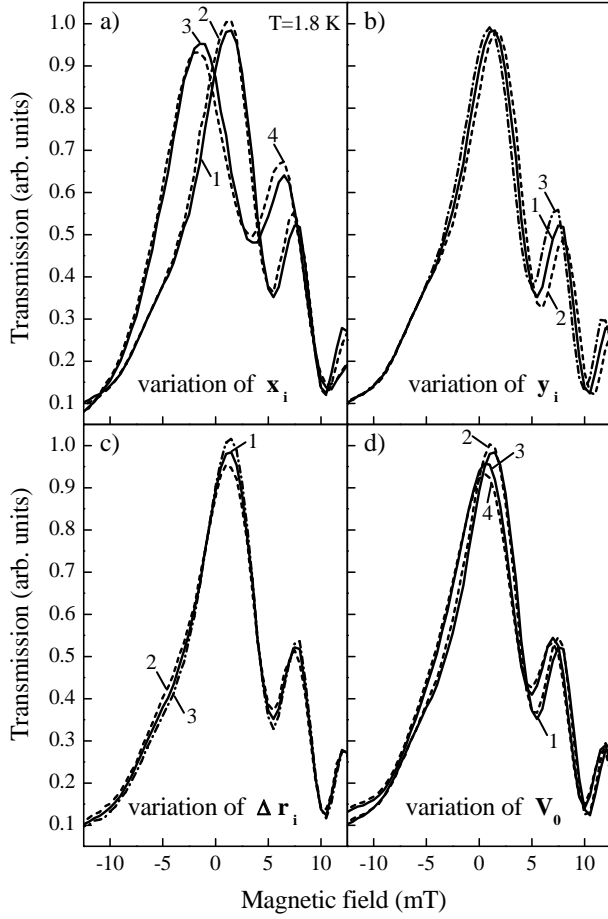 a) 3 2 T=1.8 K
4
1
variation of x i
b)
3
1
2
variation of y i
1.0
0.9
0.8
0.7
0.6
0.5
0.4
0.3
0.2
0.1
Transmission (arb. units)
c) 1
2
3
variation of Δ r i
d) 2 3
4
1
variation of V 0
1.0
0.9
0.8
0.7
0.6
0.5
0.4
0.3
0.2
0.1
Transmission (arb. units)
-10 -5 0 5 10
-10 -5 0 5 10
Magnetic field (mT)